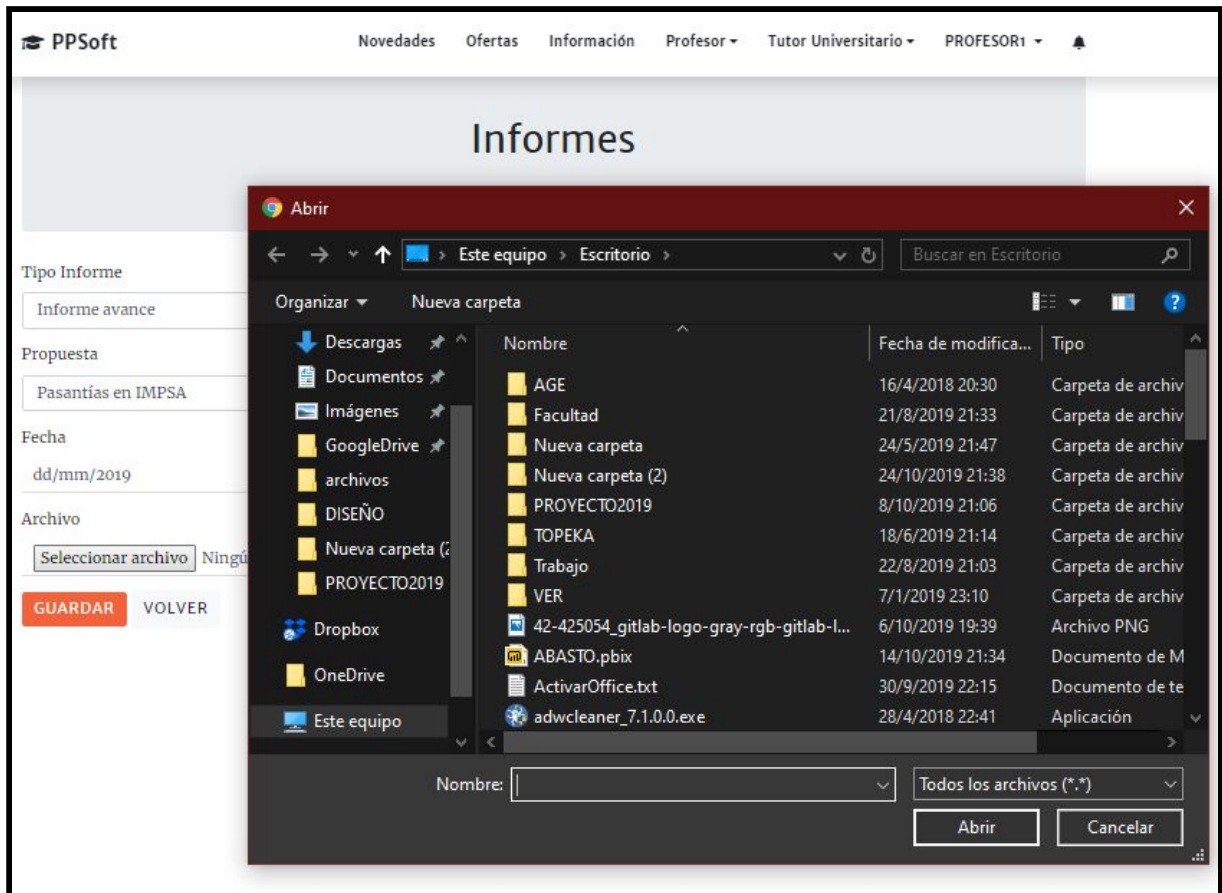 PPSoft Novedades Ofertas Información Profesor Tutor Universitario PROFESOR1
Informes
Tipo Informe
Informe avance
Propuesta
Pasantías en IMPSA
Fecha
dd/mm/2019
Archivo
Seleccionar archivo Ningú
GUARDAR VOLVER
Abrir
Este equipo > Escritorio > Buscar en Escritorio
Organizar Nueva carpeta
Descargas
Documentos
Imágenes
GoogleDrive
archivos
DISEÑO
Nueva carpeta (2
PROYECTO2019
Dropbox
OneDrive
Este equipo
Nombre Fecha de modifica... Tipo
AGE 16/4/2018 20:30 Carpeta de archiv
Facultad 21/8/2019 21:33 Carpeta de archiv
Nueva carpeta 24/5/2019 21:47 Carpeta de archiv
Nueva carpeta (2) 24/10/2019 21:38 Carpeta de archiv
PROYECTO2019 8/10/2019 21:06 Carpeta de archiv
TOPEKA 18/6/2019 21:14 Carpeta de archiv
Trabajo 22/8/2019 21:03 Carpeta de archiv
VER 7/1/2019 23:10 Carpeta de archiv
42-425054_gitlab-logo-gray-rgb-gitlab-l... 6/10/2019 19:39 Archivo PNG
ABASTO.pbix 14/10/2019 21:34 Documento de M
ActivarOffice.txt 30/9/2019 22:15 Documento de te
adwcleaner_7.1.0.0.exe 28/4/2018 22:41 Aplicación
Nombre: Todos los archivos (*.*)
Abrir Cancelar